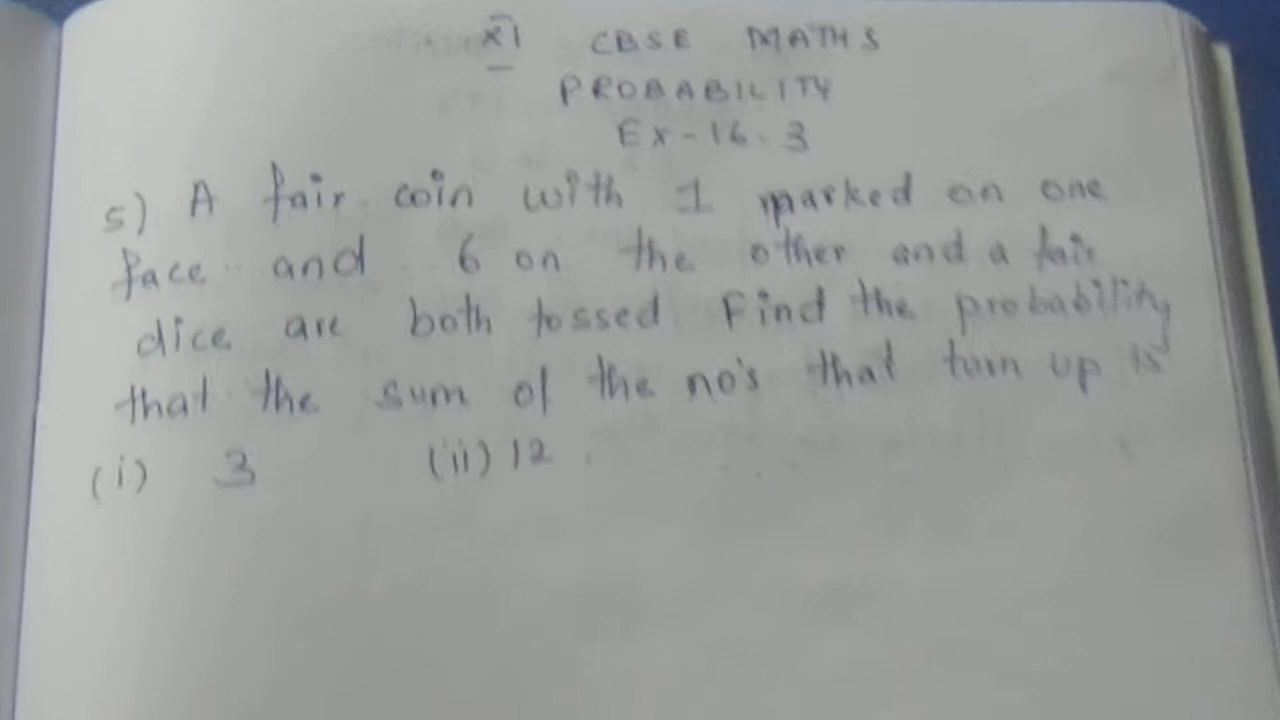 XI CBSE MATHS
PROBABILITY
Ex-16.3
5) A fair coin with 1 marked on one
face and 6 on the other and a fair
dice are both tossed. Find the probability
that the sum of the no's that turn up is
(i) 3 (ii) 12.